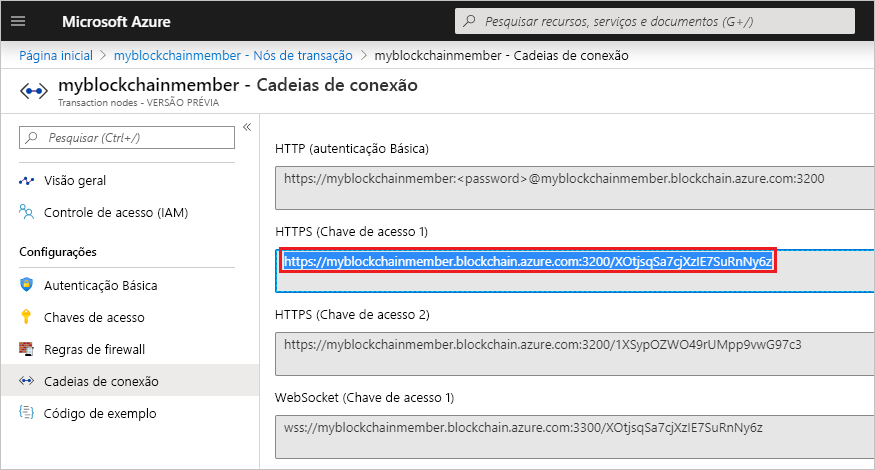 Microsoft Azure
Pesquisar recursos, serviços e documentos (G+/)
Página inicial > myblockchainmember - Nós de transação > myblockchainmember - Cadeias de conexão
myblockchainmember - Cadeias de conexão
Transaction nodes - VERSÃO PRÉVIA
Pesquisar (Ctrl+/)
«
Visão geral
Controle de acesso (IAM)
Configurações
Autenticação Básica
Chaves de acesso
Regras de firewall
Cadeias de conexão
Código de exemplo
HTTP (autenticação Básica)
https://myblockchainmember:<password>@myblockchainmember.blockchain.azure.com:3200
HTTPS (Chave de acesso 1)
https://myblockchainmember.blockchain.azure.com:3200/XOtjsqSa7cjXzIE7SuRnNy6z
HTTPS (Chave de acesso 2)
https://myblockchainmember.blockchain.azure.com:3200/1XSypOZWO49rUMpp9vwG97c3
WebSocket (Chave de acesso 1)
wss://myblockchainmember.blockchain.azure.com:3300/XOtjsqSa7cjXzIE7SuRnNy6z